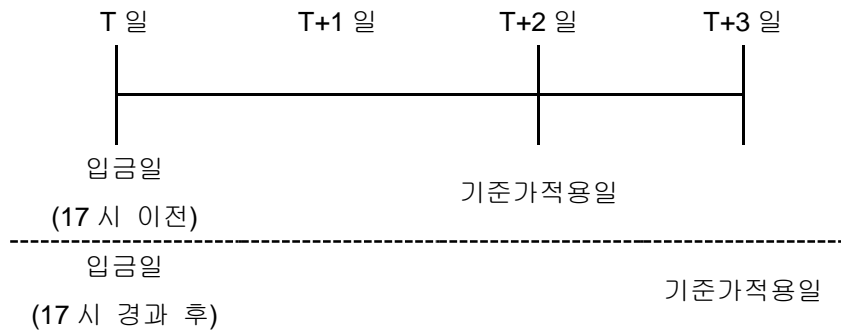 T 일 T+1 일 T+2 일 T+3 일
입금일
(17 시 이전)
기준가적용일
입금일
(17 시 경과 후)
기준가적용일